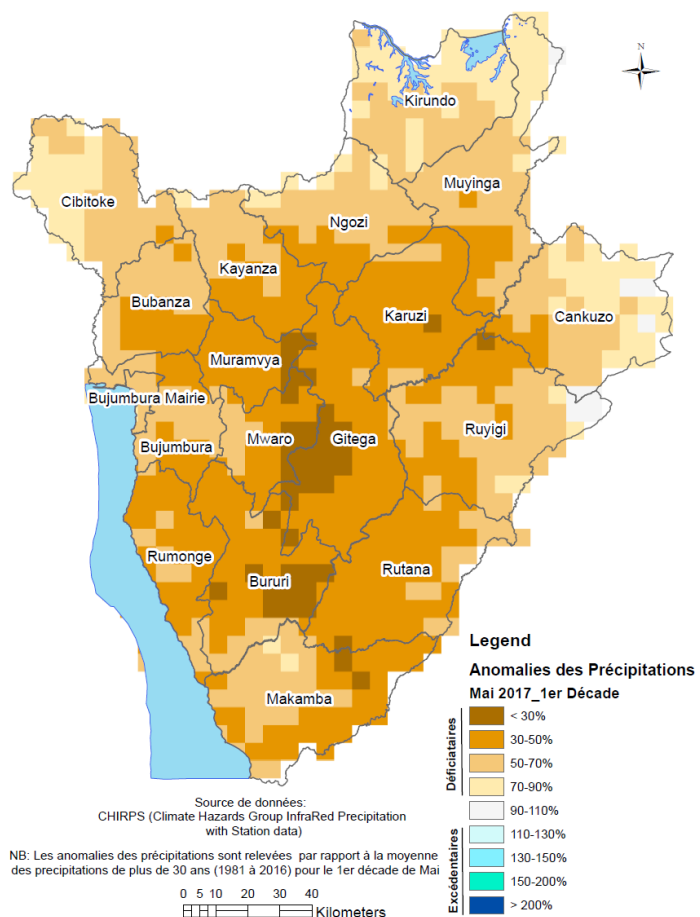 N
Kirundo
Muyinga
Cibitoke
Ngozi
Kayanza
Bubanza
Karuzi
Cankuzo
Muramvya
Bujumbura Mairie
Bujumbura
Mwaro
Gitega
Ruyigi
Rumonge
Bururi
Rutana
Makamba
Legend
Anomalies des Précipitations
Mai 2017_1er Décade
Déficiataires
< 30%
30-50%
50-70%
70-90%
90-110%
Excédentaires
110-130%
130-150%
150-200%
> 200%
Source de données:
CHIRPS (Climate Hazards Group InfraRed Precipitation
with Station data)
NB: Les anomalies des précipitations sont relevées par rapport à la moyenne
des precipitations de plus de 30 ans (1981 à 2016) pour le 1er décade de Mai
0 5 10 20 30 40
Kilometers